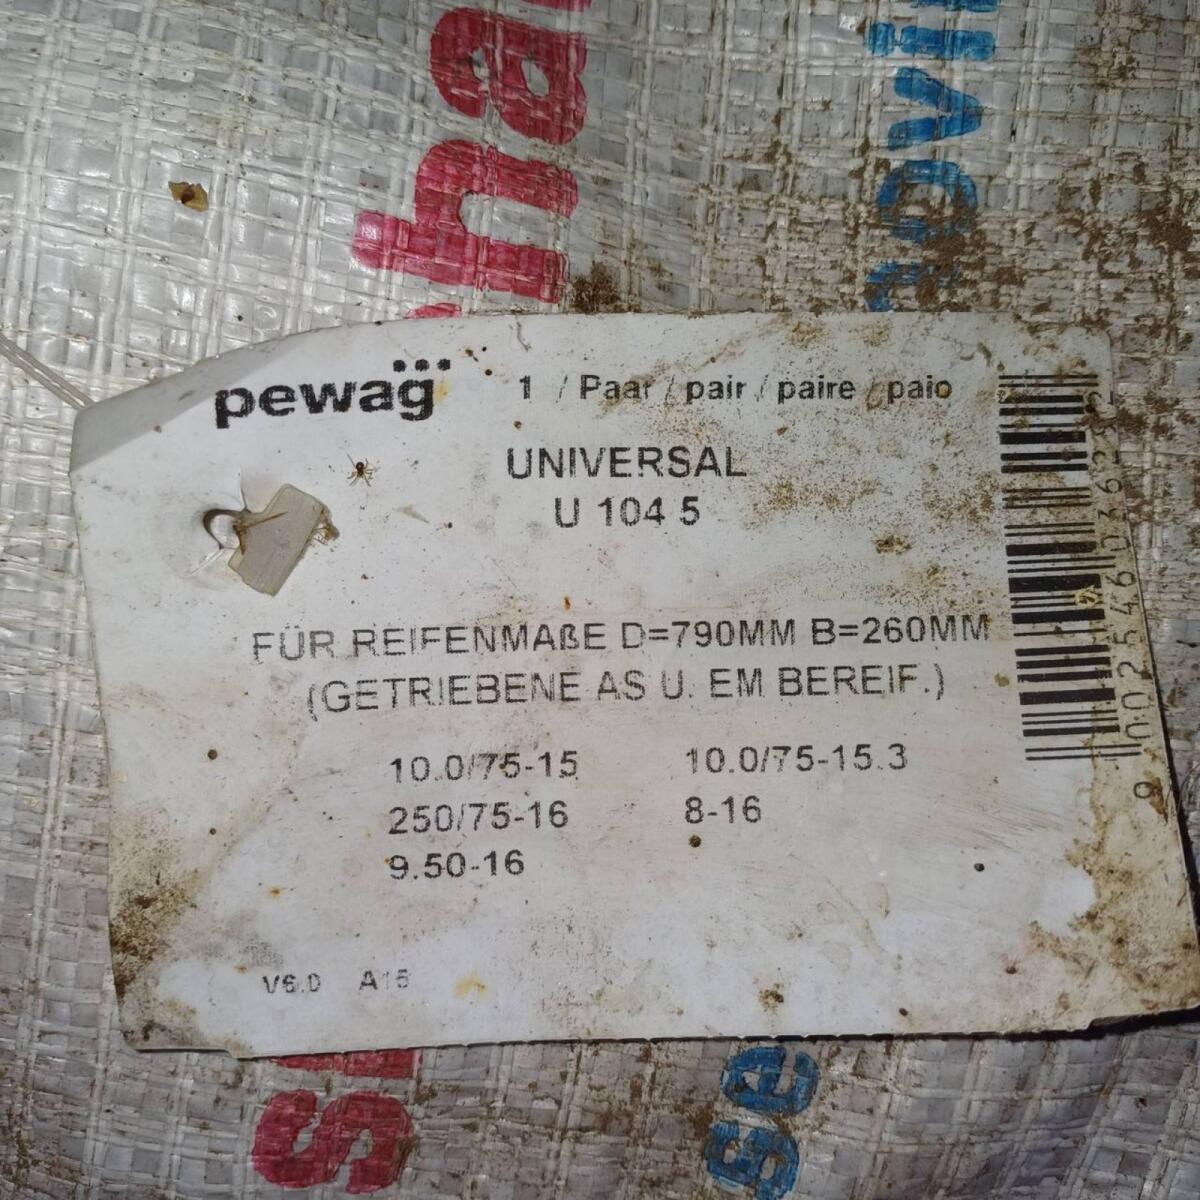 pewag
1 / Paar / pair / paire / paio
UNIVERSAL
U 104 5
FÜR REIFENMAßE D=790MM B=260MM
(GETRIEBENE AS U. EM BEREIF.)
10.0/75-15 10.0/75-15.3
250/75-16 8-16
9.50-16
V6.0 A15